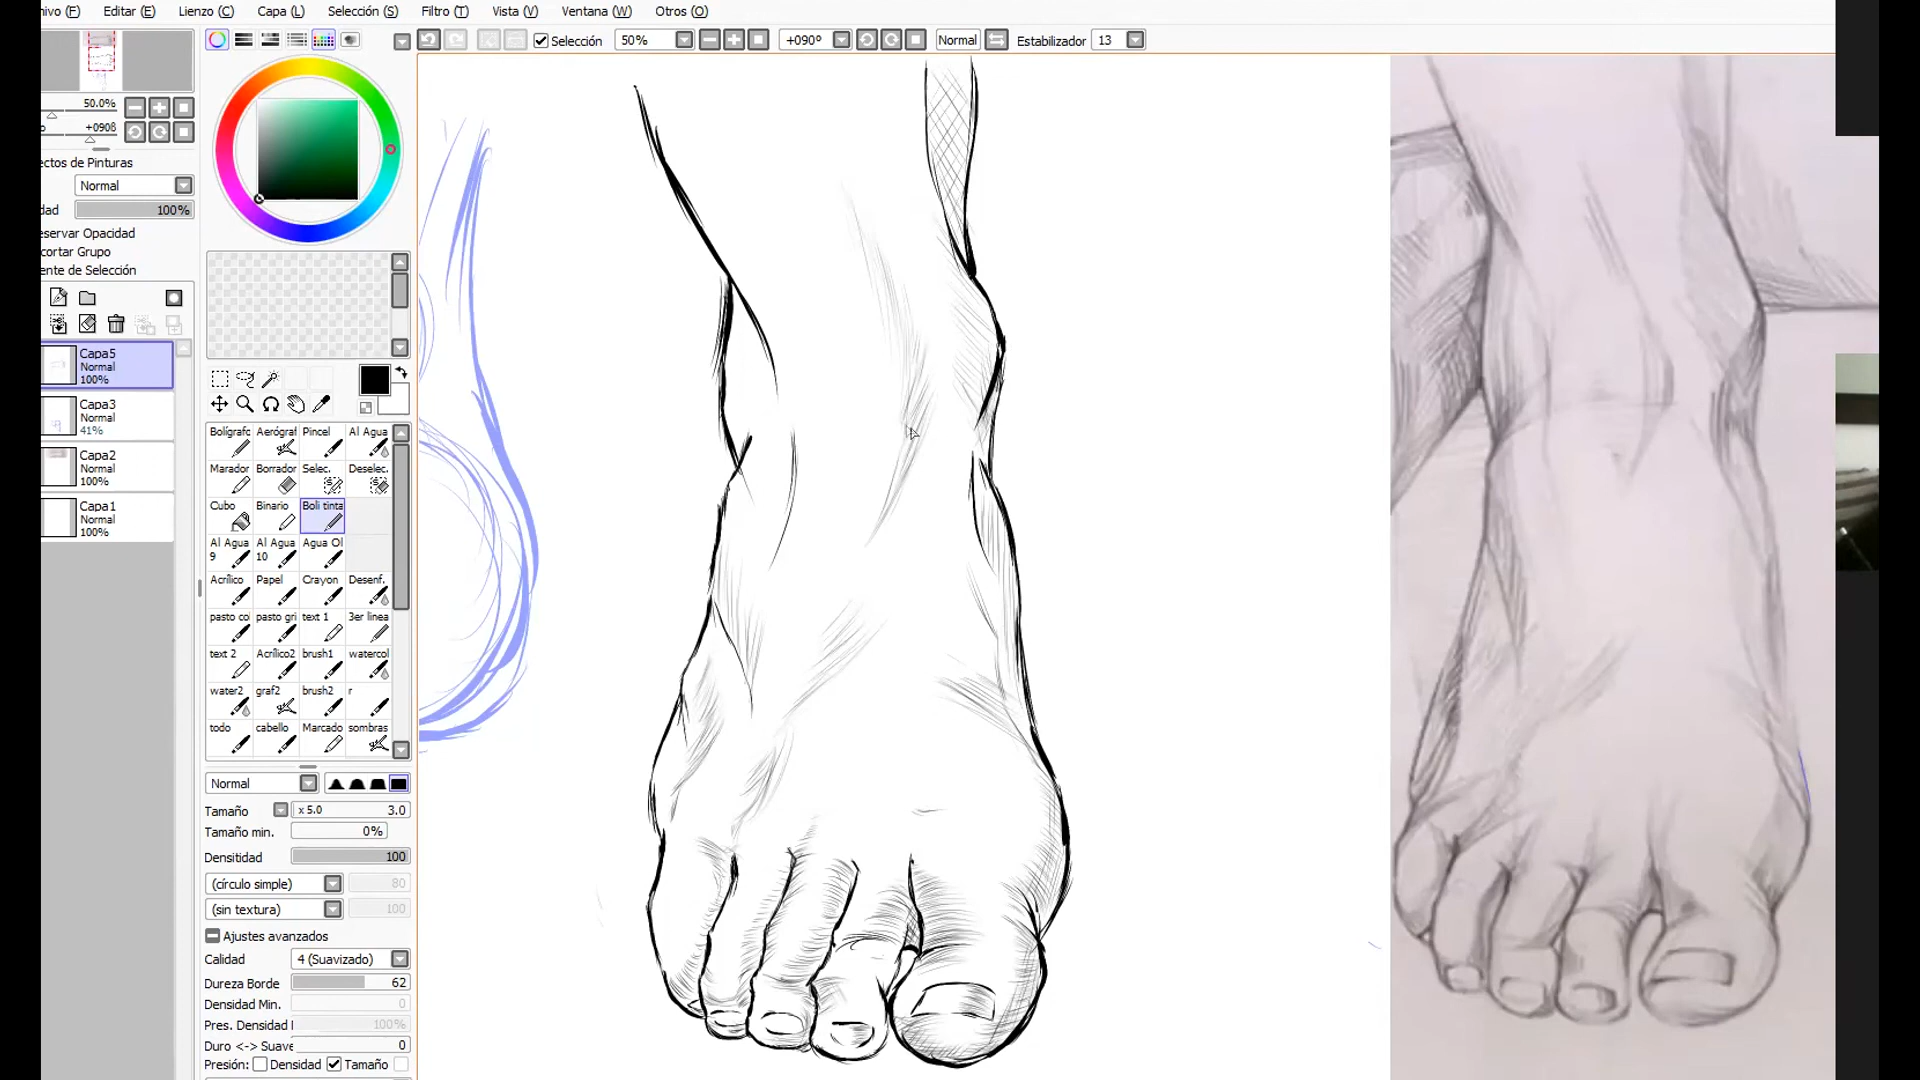 hivo (F) Editar (E) Lienzo (C) Capa (L) Selección (S) Filtro (T) Vista (V) Ventana (W) Otros (O)
Selección 50% +090º Normal Estabilizador 13
50.0%
o +090º
ectos de Pinturas
Normal
dad 100%
eservar Opacidad
cortar Grupo
ente de Selección
Capa5
Normal
100%
Capa3
Normal
41%
Capa2
Normal
100%
Capa1
Normal
100%
Bolígrafo Aerógraf Pincel Al Agua
Marador Borrador Selec. Deselec.
Cubo Binario Boli tinta
Al Agua 9 Al Agua 10 Agua Ol
Acrílico Papel Crayon Desenf.
pasto co pasto gri text 1 3er linea
text 2 Acrílico2 brush1 watercol
water2 graf2 brush2 r
todo cabello Marcado sombras
Normal
Tamaño x 5.0 3.0
Tamaño min. 0%
Densitidad 100
(círculo simple) 80
(sin textura) 100
Ajustes avanzados
Calidad 4 (Suavizado)
Dureza Borde 62
Densidad Min. 0
Pres. Densidad 100%
Duro <-> Suave 0
Presión: Densidad Tamaño